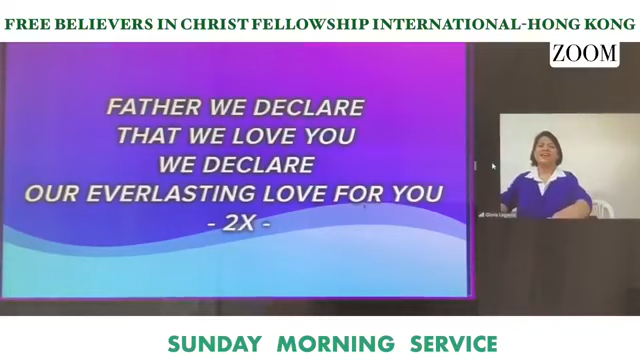 FREE BELIEVERS IN CHRIST FELLOWSHIP INTERNATIONAL-HONG KONG
ZOOM
FATHER WE DECLARE
THAT WE LOVE YOU
WE DECLARE
OUR EVERLASTING LOVE FOR YOU
- 2X -
SUNDAY MORNING SERVICE